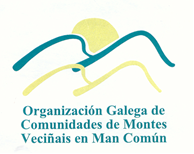 Organización Galega de
Comunidades de Montes
Veciñais en Man Común